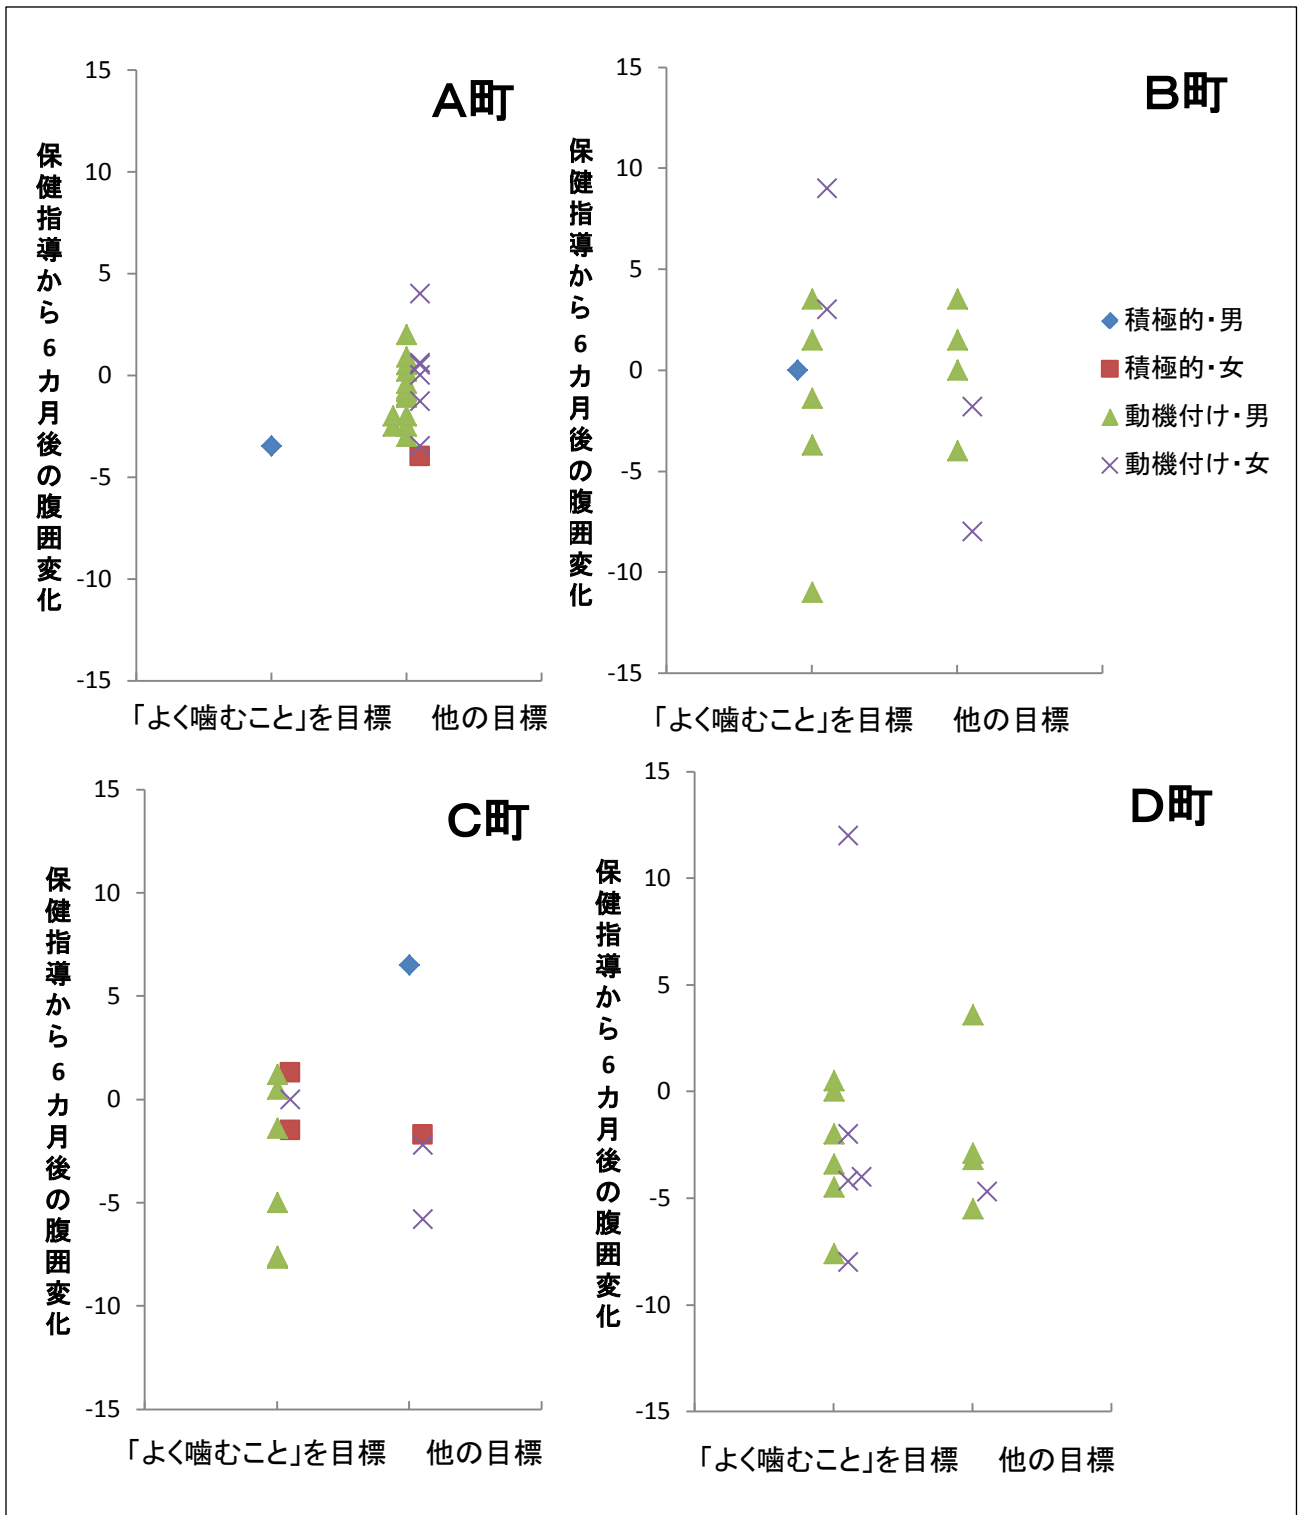 A町
15
10
5
0
-5
-10
-15
保健指導から6カ月後の腹囲変化
「よく噛むこと」を目標 他の目標
B町
15
10
5
0
-5
-10
-15
保健指導から6カ月後の腹囲変化
「よく噛むこと」を目標 他の目標
積極的・男
積極的・女
動機付け・男
動機付け・女
C町
15
10
5
0
-5
-10
-15
保健指導から6カ月後の腹囲変化
「よく噛むこと」を目標 他の目標
D町
15
10
5
0
-5
-10
-15
保健指導から6カ月後の腹囲変化
「よく噛むこと」を目標 他の目標